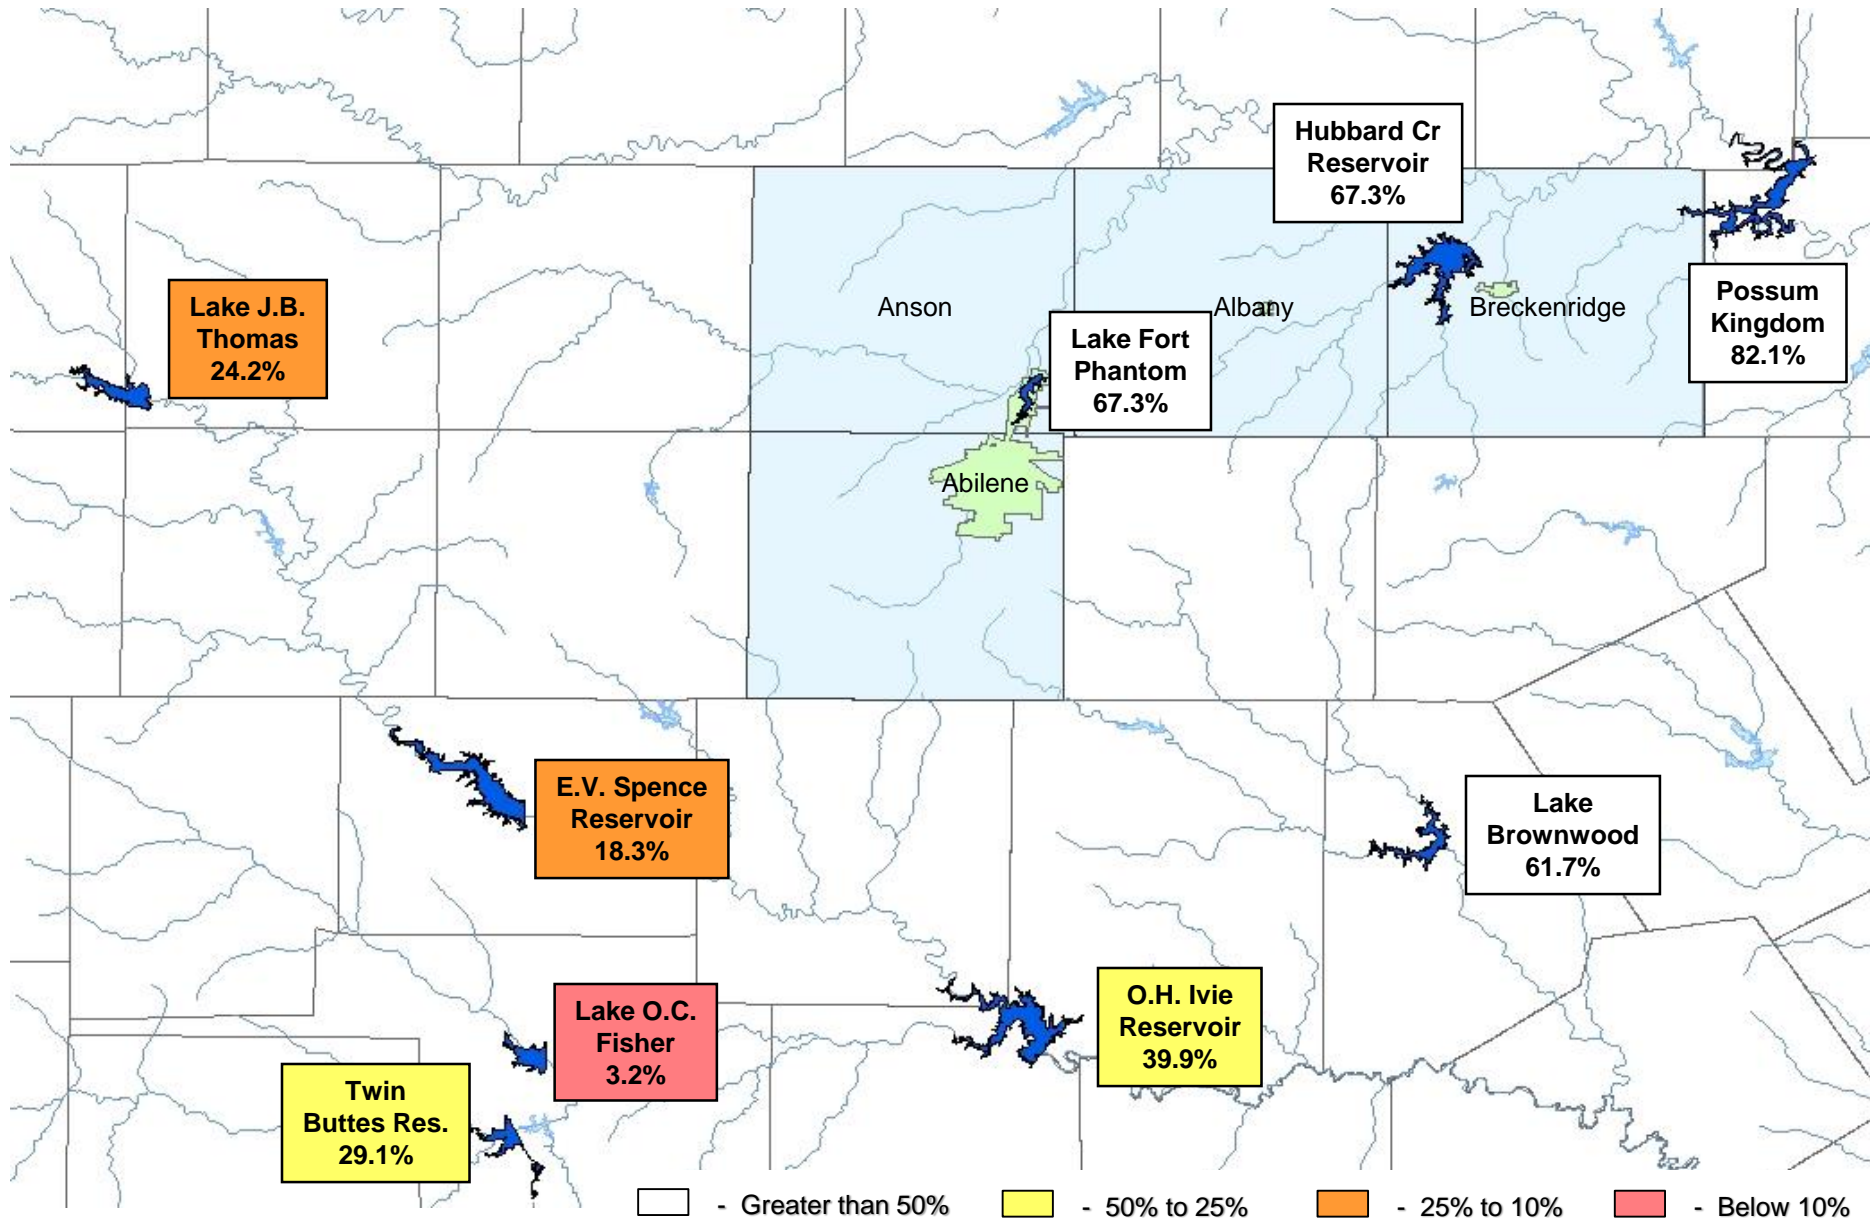 Hubbard Cr
Reservoir
67.3%
Lake J.B.
Thomas
24.2%
Anson
Albany
Breckenridge
Possum
Kingdom
82.1%
Lake Fort
Phantom
67.3%
Abilene
E.V. Spence
Reservoir
18.3%
Lake
Brownwood
61.7%
Lake O.C.
Fisher
3.2%
O.H. Ivie
Reservoir
39.9%
Twin
Buttes Res.
29.1%
- Greater than 50%
- 50% to 25%
- 25% to 10%
- Below 10%